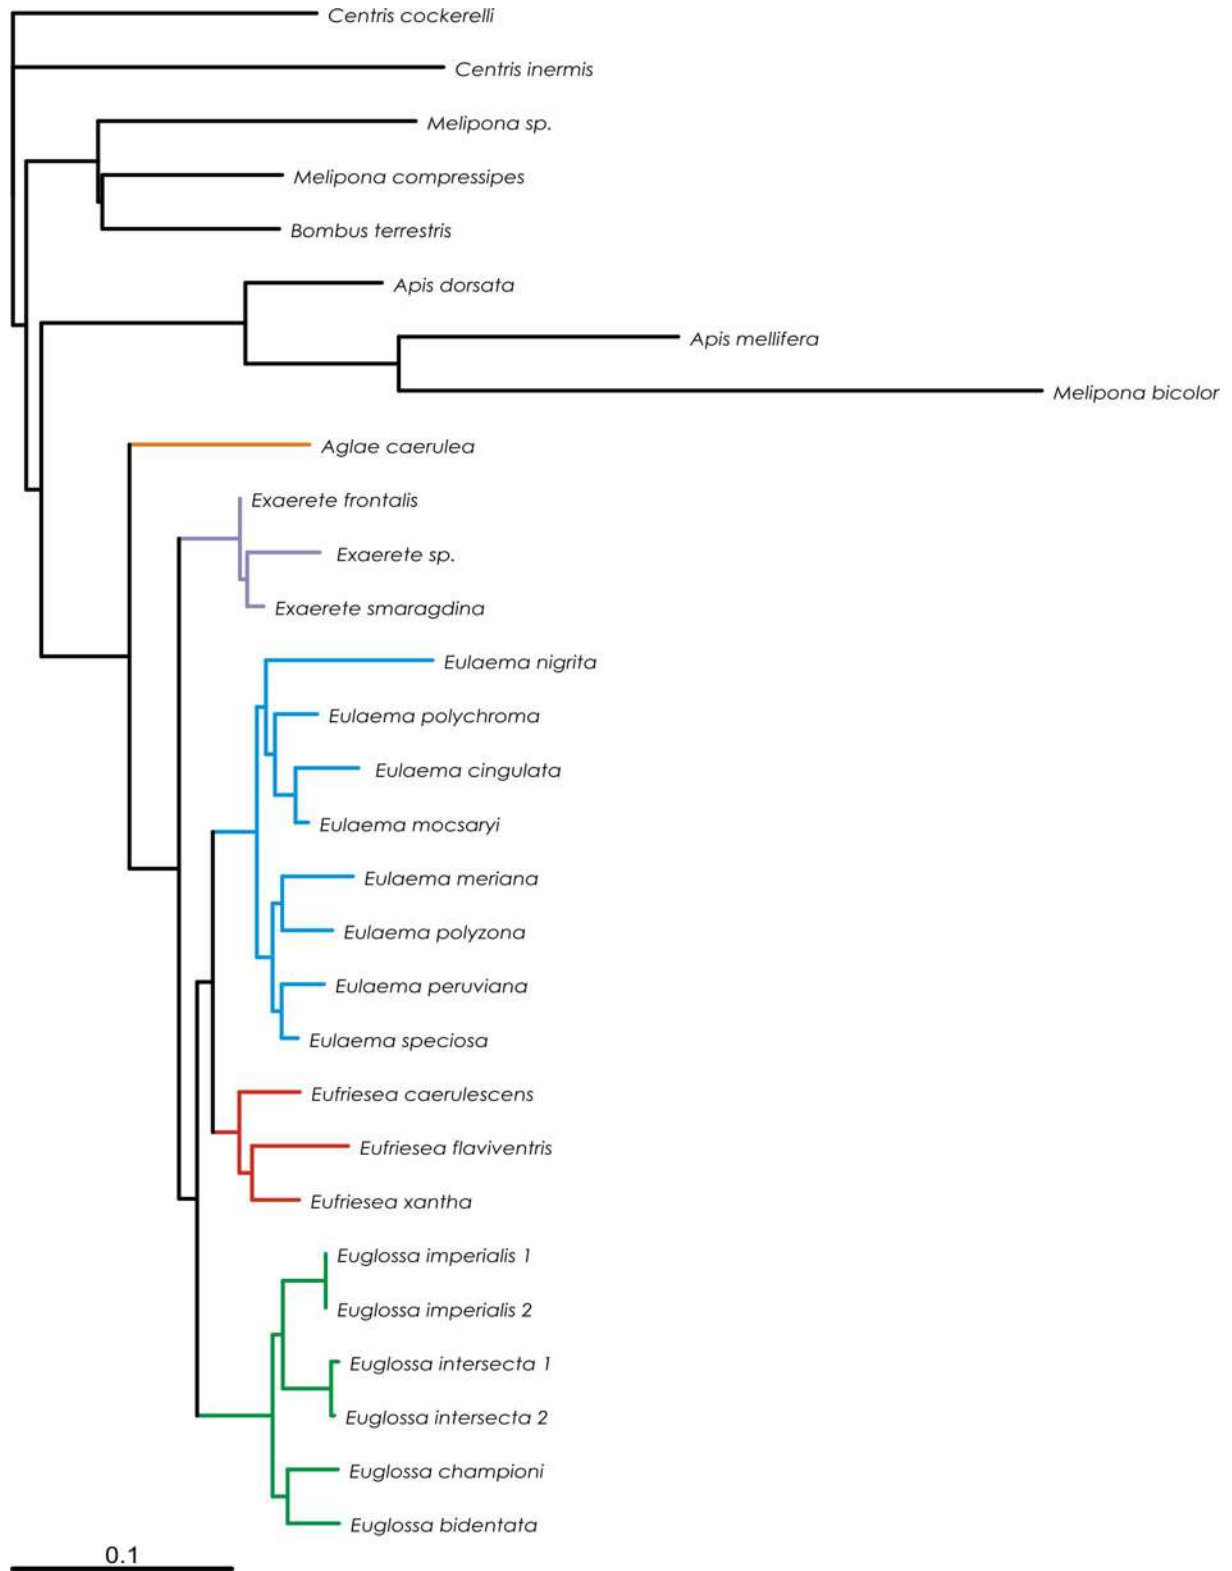 Centris cockerelli
Centris inermis
Melipona sp.
Melipona compressipes
Bombus terrestris
Apis dorsata
Apis mellifera
Melipona bicolor
Aglae caerulea
Exaerete frontalis
Exaerete sp.
Exaerete smaragdina
Eulaema nigrita
Eulaema polychroma
Eulaema cingulata
Eulaema mocsaryi
Eulaema meriana
Eulaema polyzona
Eulaema peruviana
Eulaema speciosa
Eufriesea caerulescens
Eufriesea flaviventris
Eufriesea xantha
Euglossa imperialis 1
Euglossa imperialis 2
Euglossa intersecta 1
Euglossa intersecta 2
Euglossa championi
Euglossa bidentata
0.1